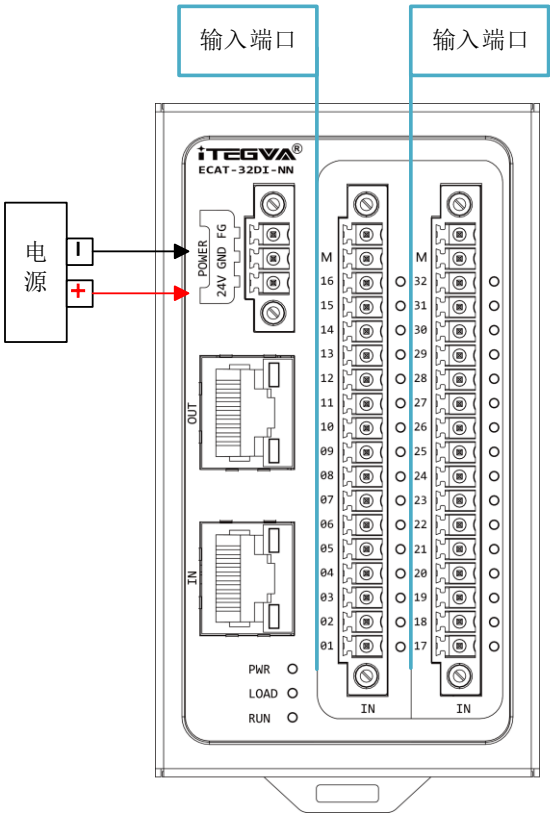 输入端口
输入端口
iTEGVA®
ECAT-32DI-NN
电源
−
+
POWER
24V GND FG
OUT
IN
PWR
LOAD
RUN
M
16
15
14
13
12
11
10
09
08
07
06
05
04
03
02
01
IN
M
32
31
30
29
28
27
26
25
24
23
22
21
20
19
18
17
IN